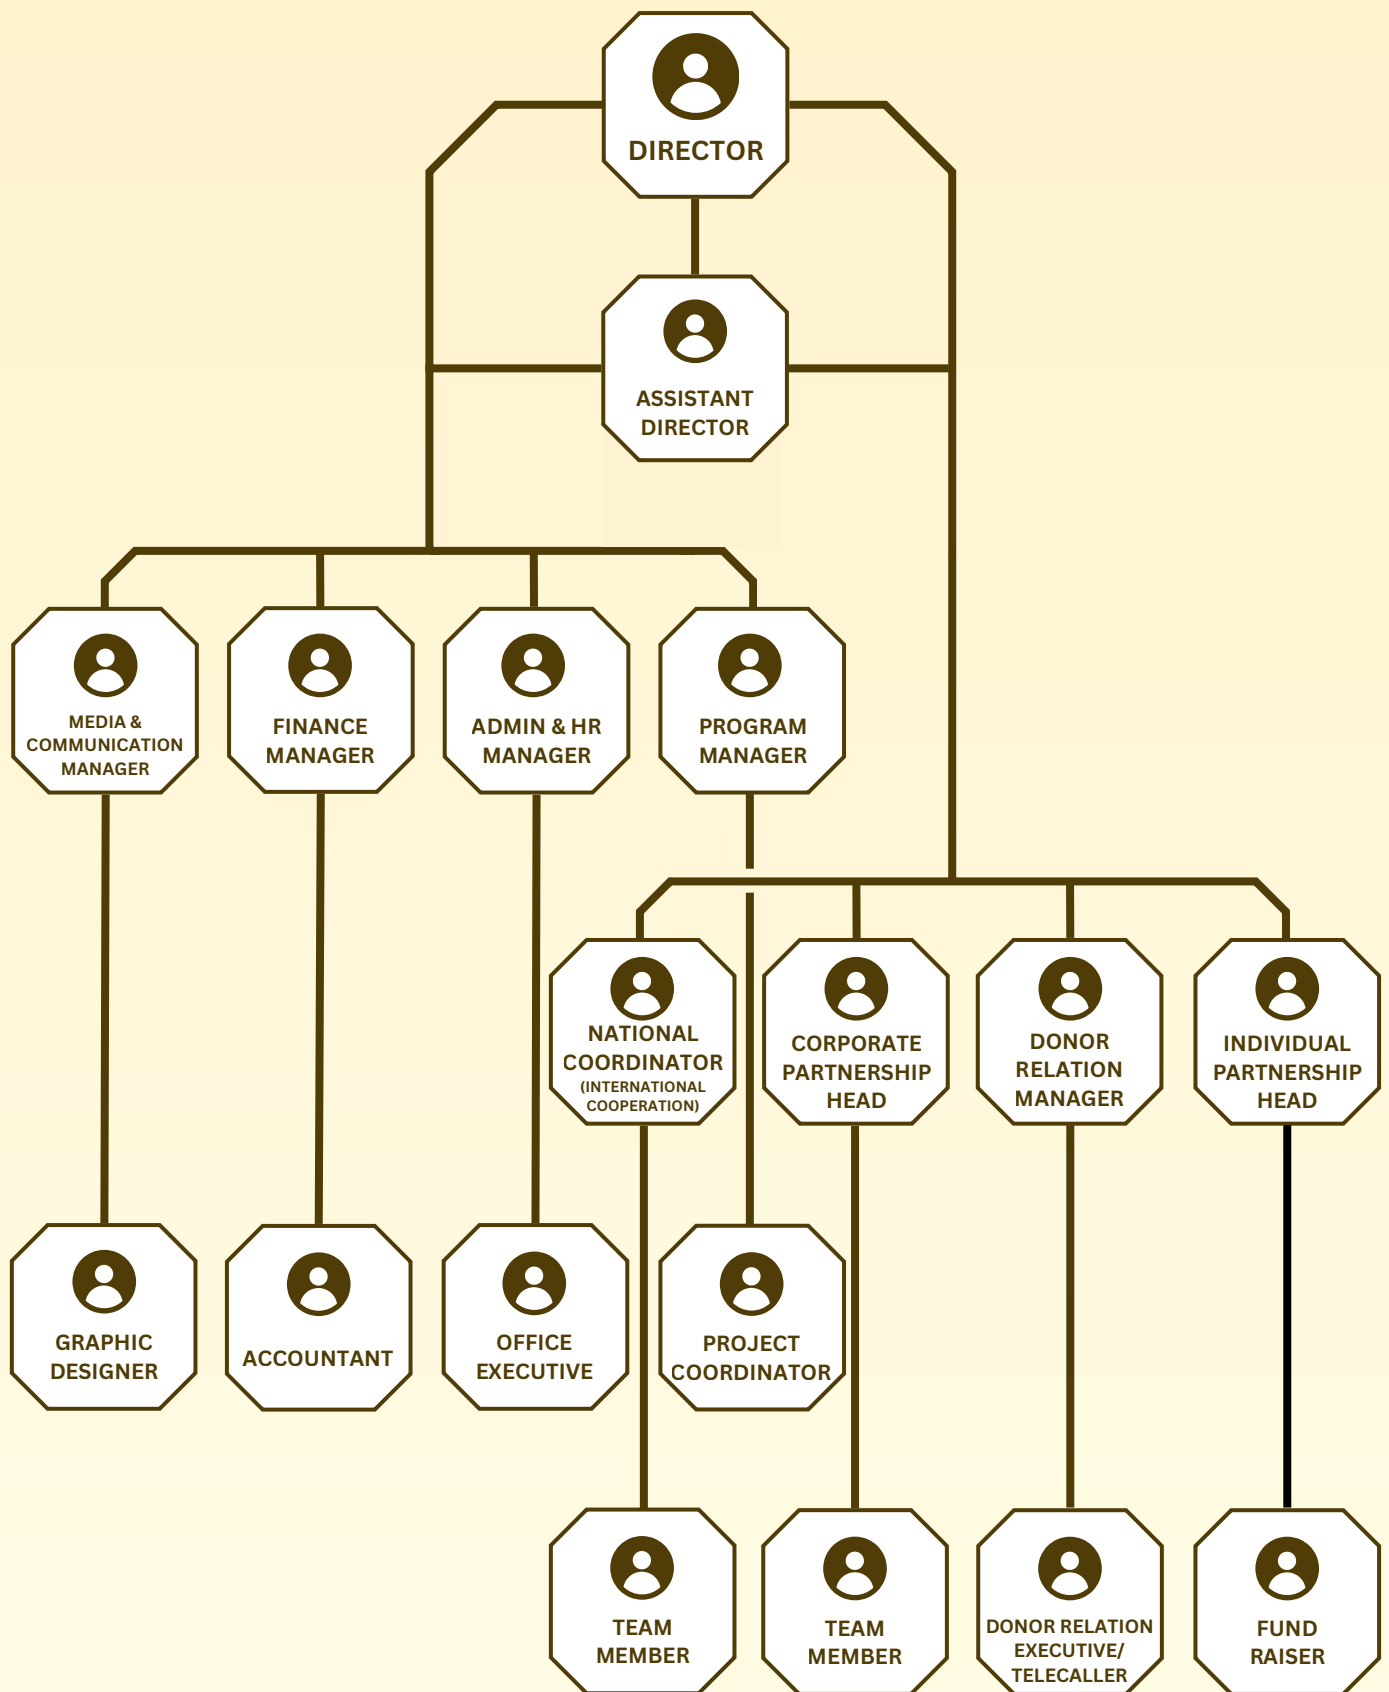 DIRECTOR
ASSISTANT
DIRECTOR
MEDIA &
COMMUNICATION
MANAGER
FINANCE
MANAGER
ADMIN & HR
MANAGER
PROGRAM
MANAGER
NATIONAL
COORDINATOR
(INTERNATIONAL
COOPERATION)
CORPORATE
PARTNERSHIP
HEAD
DONOR
RELATION
MANAGER
INDIVIDUAL
PARTNERSHIP
HEAD
GRAPHIC
DESIGNER
ACCOUNTANT
OFFICE
EXECUTIVE
PROJECT
COORDINATOR
TEAM
MEMBER
TEAM
MEMBER
DONOR RELATION
EXECUTIVE/
TELECALLER
FUND
RAISER